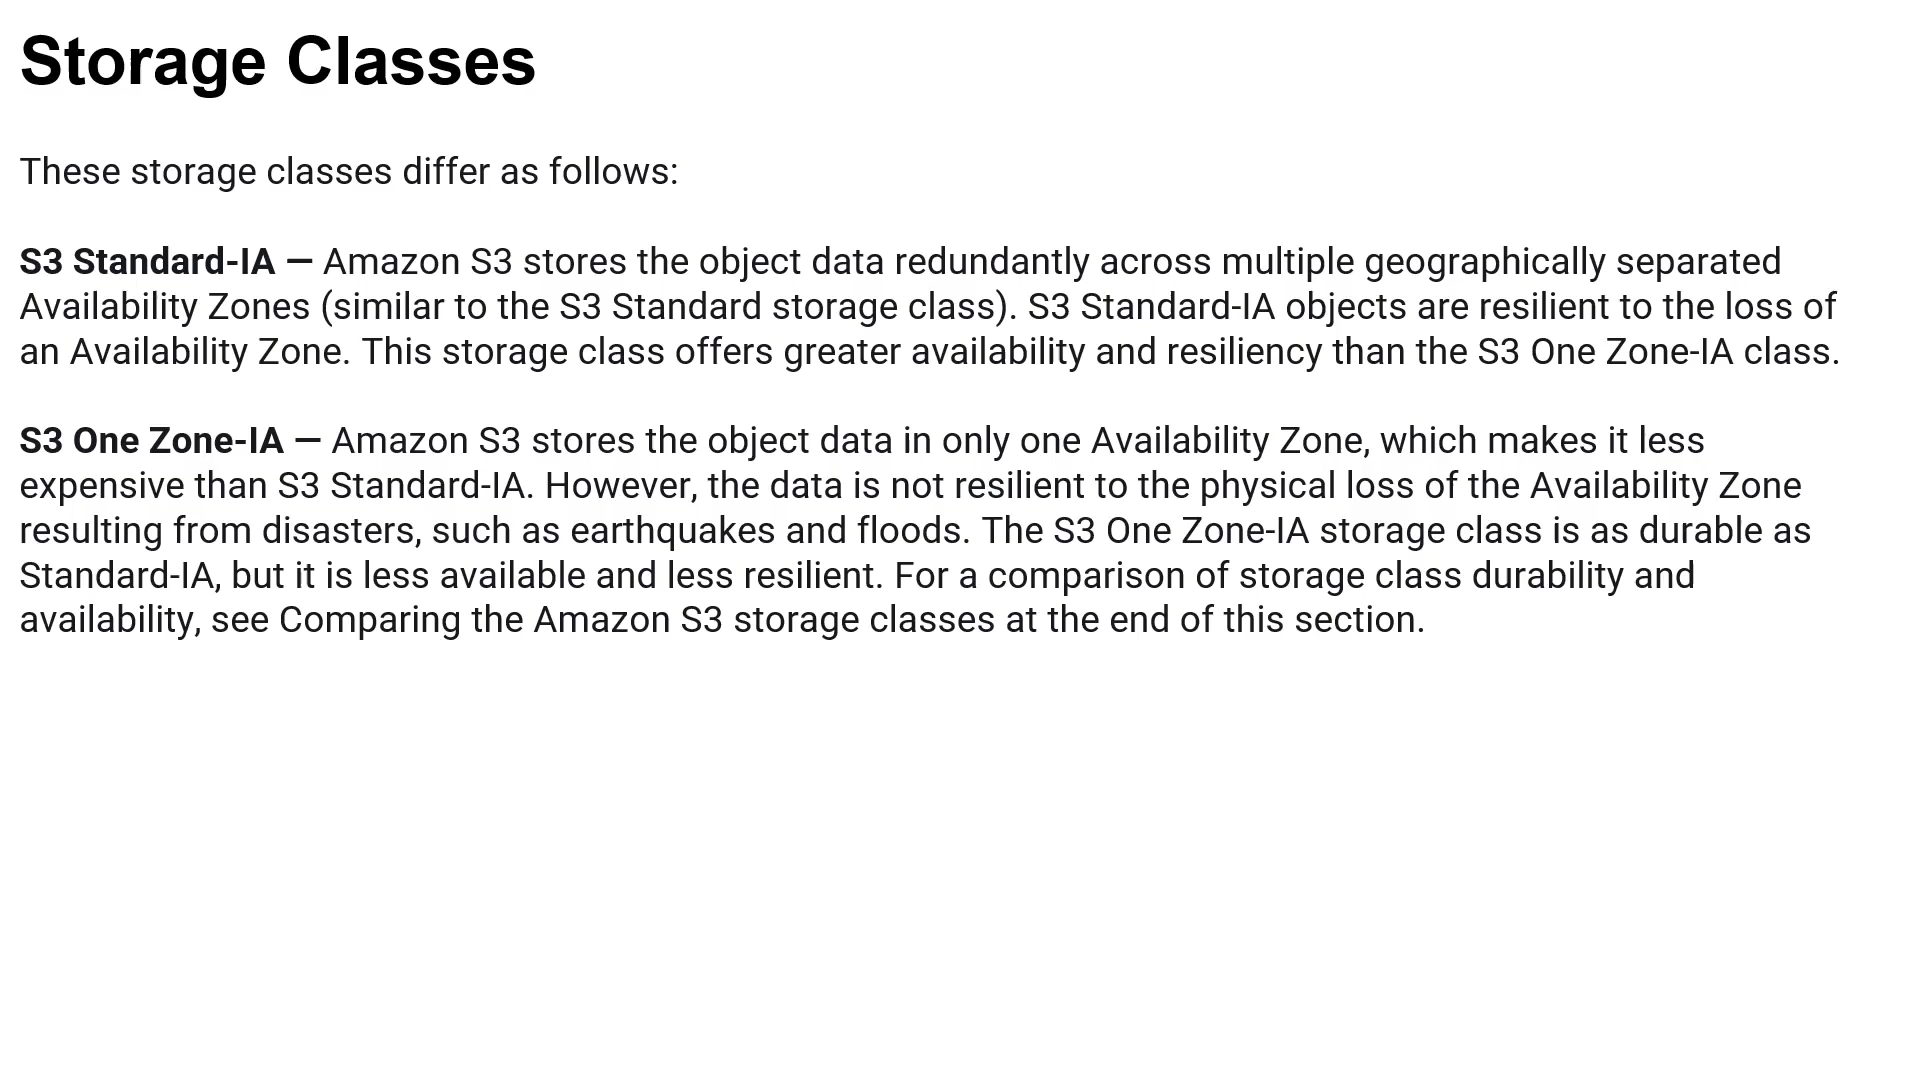 Storage Classes
These storage classes differ as follows:
S3 Standard-IA — Amazon S3 stores the object data redundantly across multiple geographically separated
Availability Zones (similar to the S3 Standard storage class). S3 Standard-IA objects are resilient to the loss of
an Availability Zone. This storage class offers greater availability and resiliency than the S3 One Zone-IA class.
S3 One Zone-IA — Amazon S3 stores the object data in only one Availability Zone, which makes it less
expensive than S3 Standard-IA. However, the data is not resilient to the physical loss of the Availability Zone
resulting from disasters, such as earthquakes and floods. The S3 One Zone-IA storage class is as durable as
Standard-IA, but it is less available and less resilient. For a comparison of storage class durability and
availability, see Comparing the Amazon S3 storage classes at the end of this section.